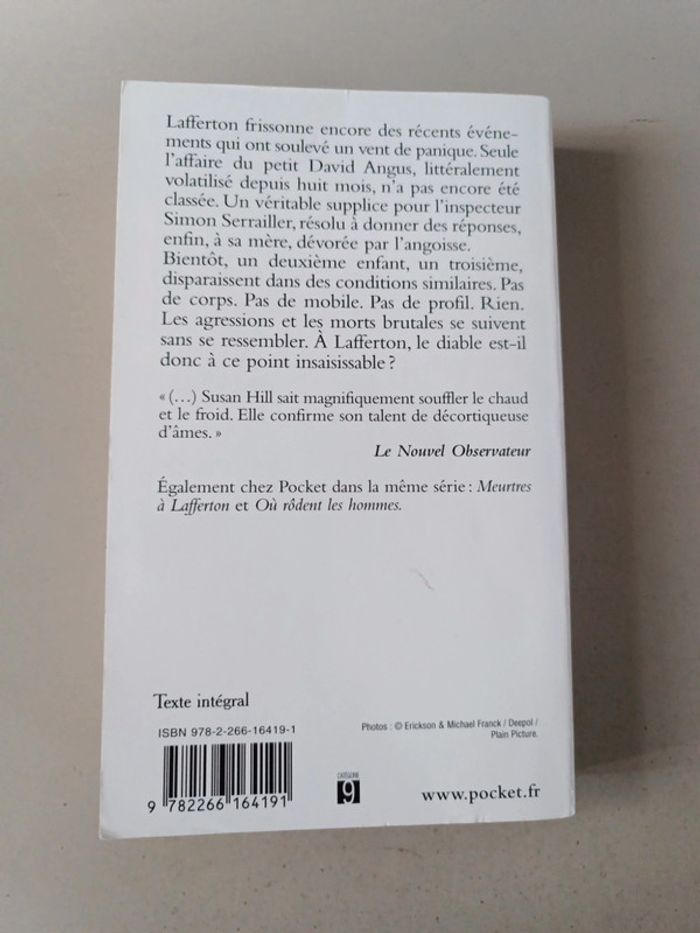 Lafferton frissonne encore des récents événe-
ments qui ont soulevé un vent de panique. Seule
l'affaire du petit David Angus, littéralement
volatilisé depuis huit mois, n'a pas encore été
classée. Un véritable supplice pour l'inspecteur
Simon Serrailler, résolu à donner des réponses,
enfin, à sa mère, dévorée par l'angoisse.
Bientôt, un deuxième enfant, un troisième,
disparaissent dans des conditions similaires. Pas
de corps. Pas de mobile. Pas de profil. Rien.
Les agressions et les morts brutales se suivent
sans se ressembler. À Lafferton, le diable est-il
donc à ce point insaisissable ?
« (...) Susan Hill sait magnifiquement souffler le chaud
et le froid. Elle confirme son talent de décortiqueuse
d'âmes. »
Le Nouvel Observateur
Également chez Pocket dans la même série : Meurtres
à Lafferton et Où rôdent les hommes.
Texte intégral
ISBN 978-2-266-16419-1
Photos : © Erickson & Michael Franck / Deepol /
Plain Picture.
CATÉGORIE
9
www.pocket.fr
9 782266 164191